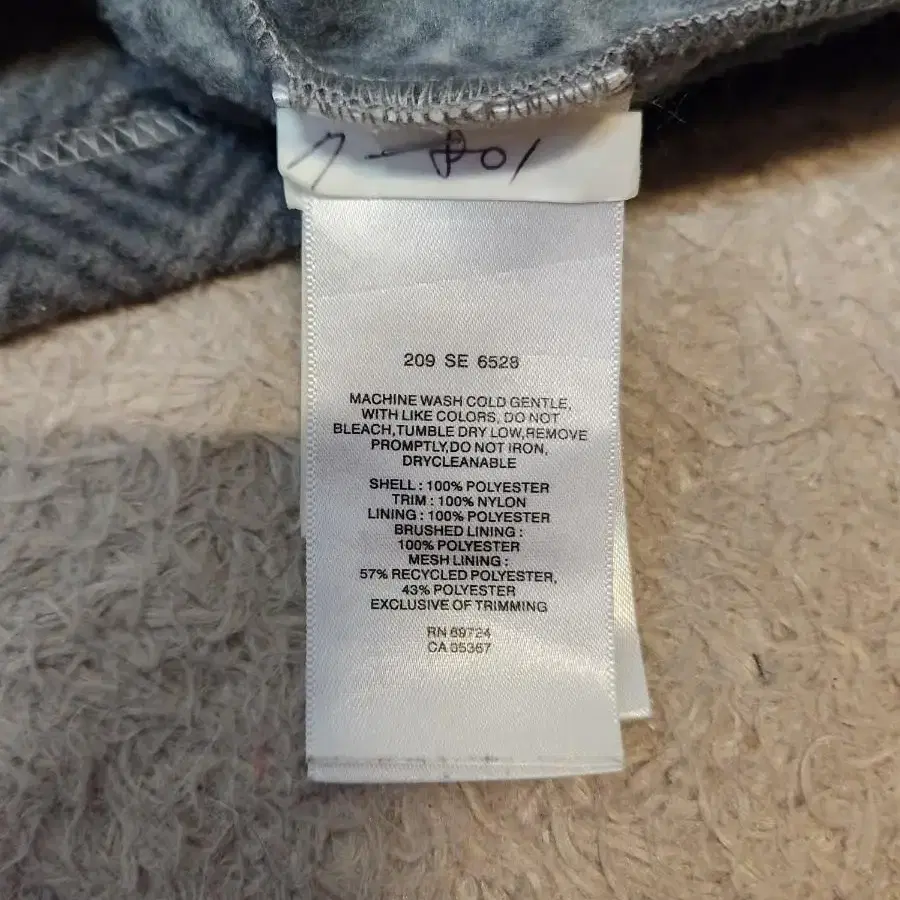 209 SE 6528
MACHINE WASH COLD GENTLE,
WITH LIKE COLORS, DO NOT
BLEACH,TUMBLE DRY LOW,REMOVE
PROMPTLY,DO NOT IRON,
DRYCLEANABLE
SHELL : 100% POLYESTER
TRIM : 100% NYLON
LINING : 100% POLYESTER
BRUSHED LINING :
100% POLYESTER
MESH LINING :
57% RECYCLED POLYESTER,
43% POLYESTER
EXCLUSIVE OF TRIMMING
RN 69724
CA 05367